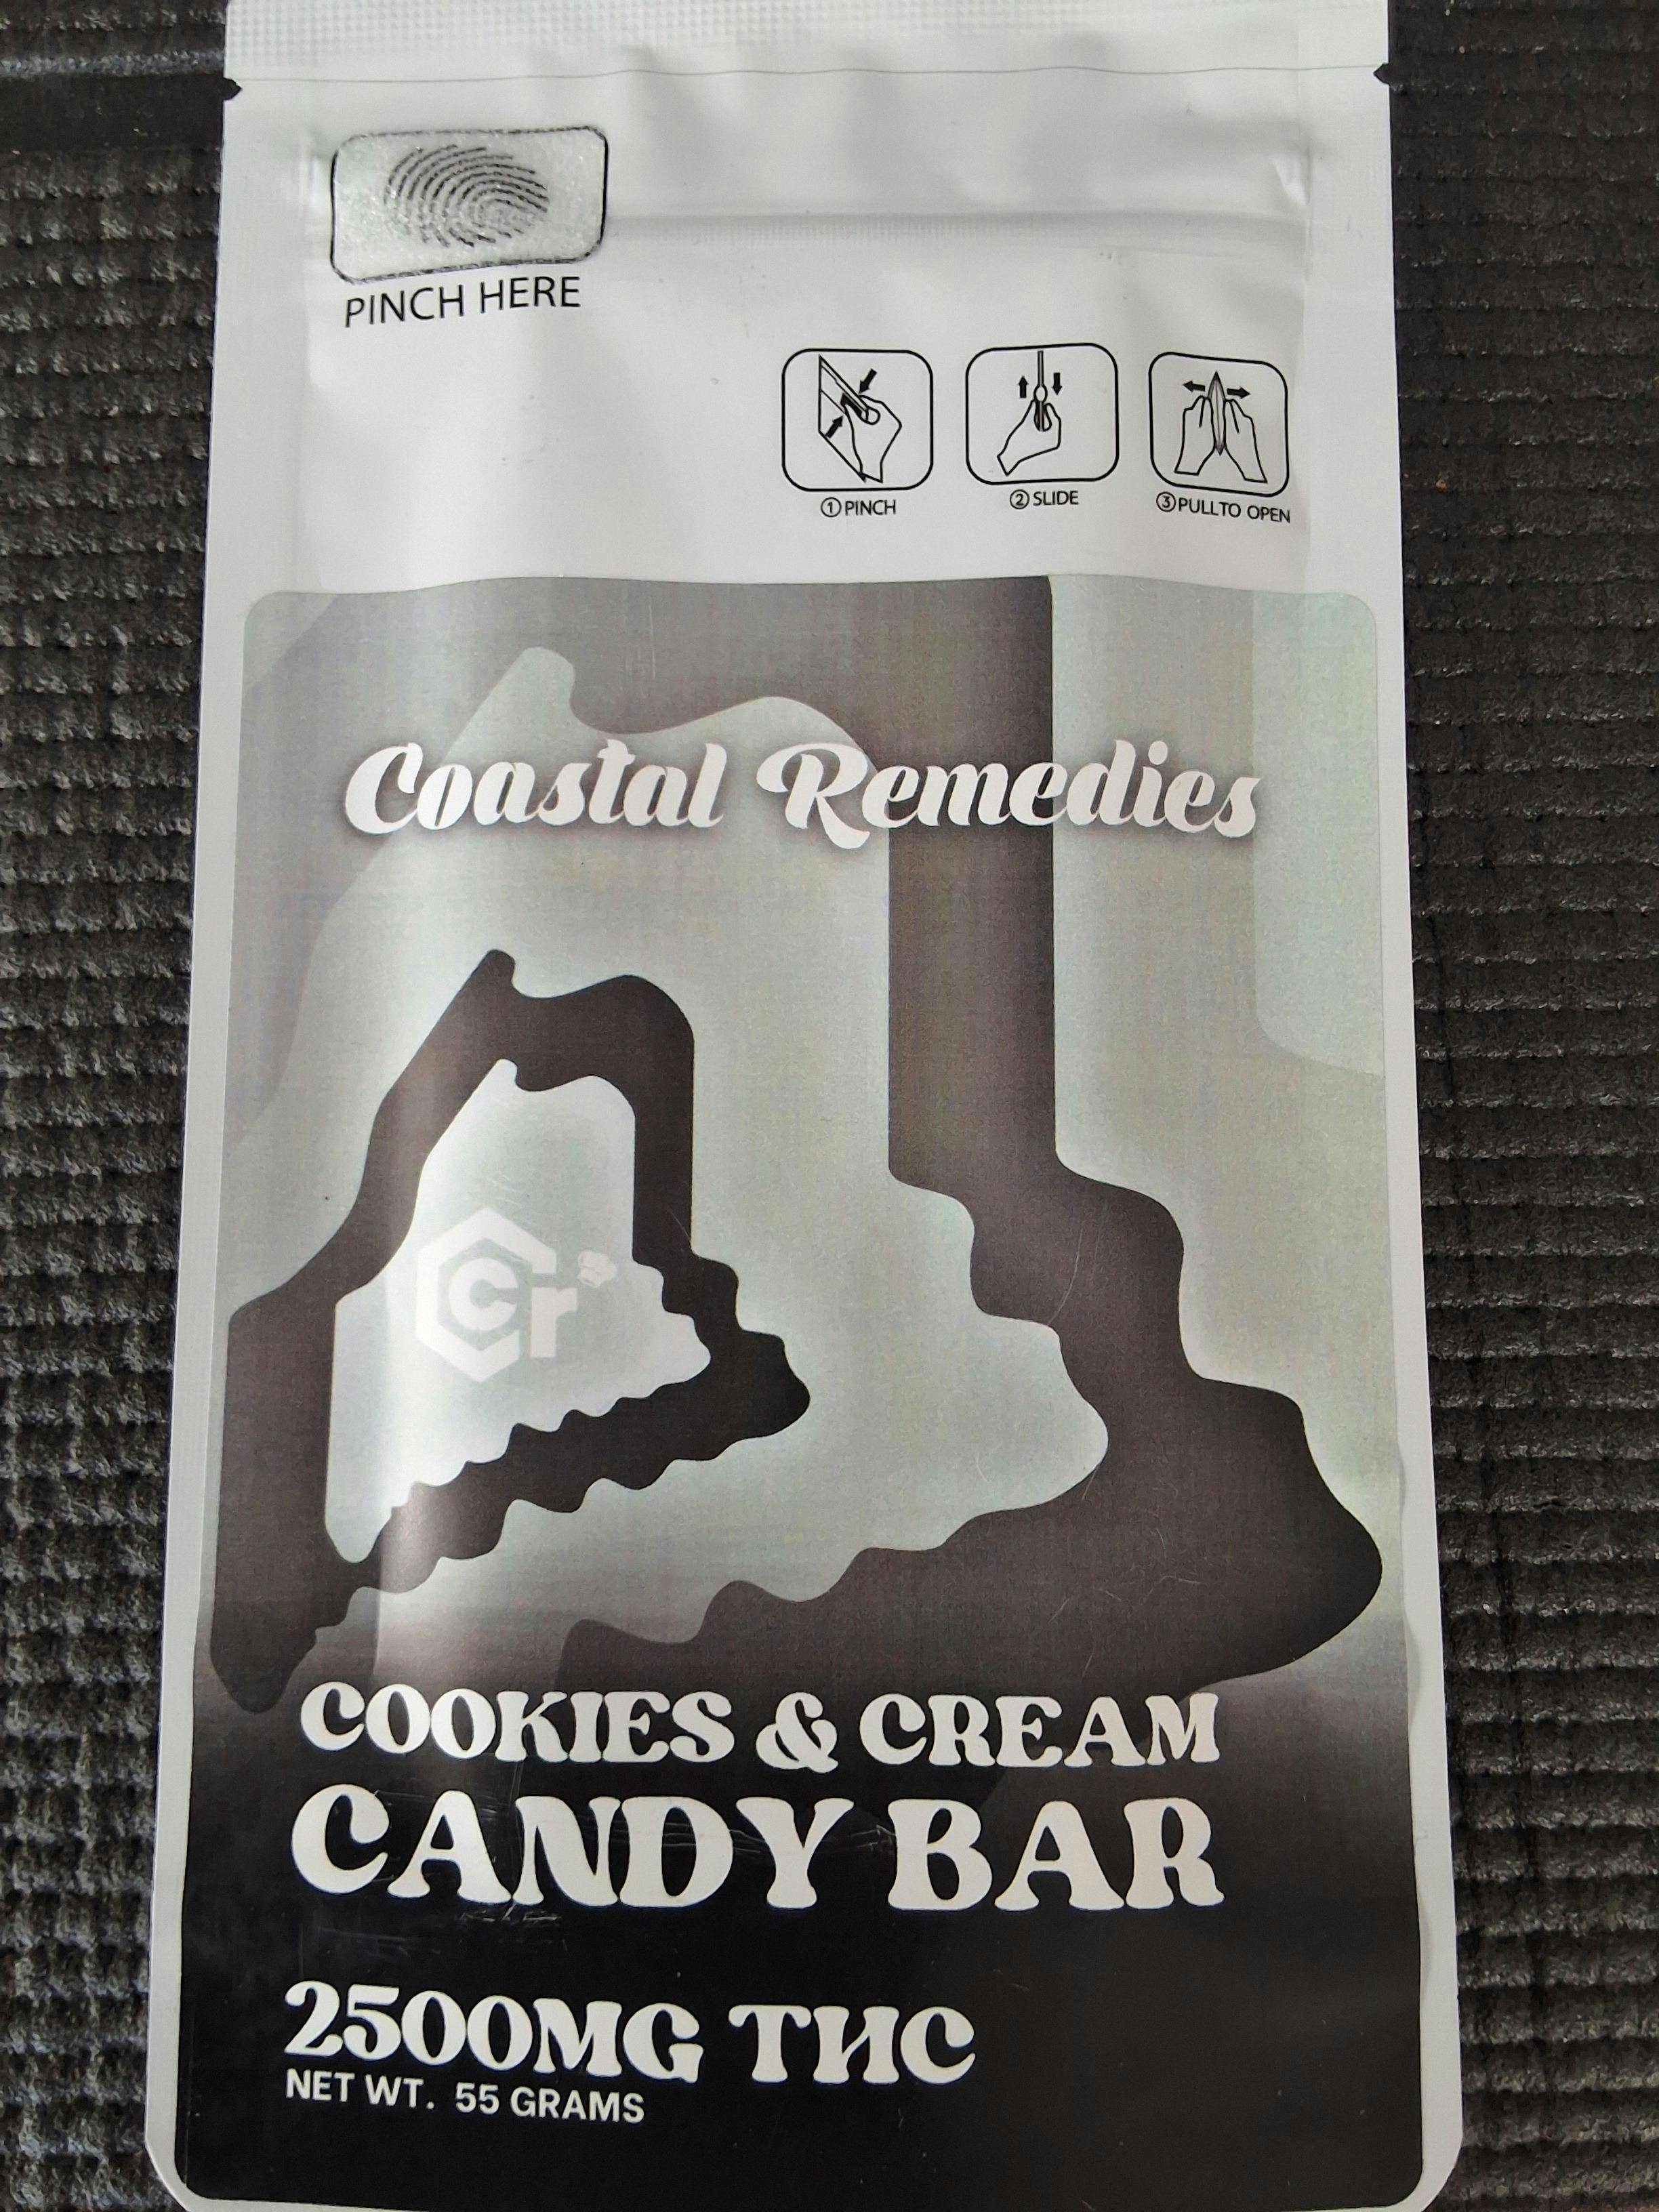 PINCH HERE
①PINCH
②SLIDE
③PULLTO OPEN
Coastal Remedies
Cr
COOKIES & CREAM
CANDY BAR
2500MG THC
NET WT. 55 GRAMS